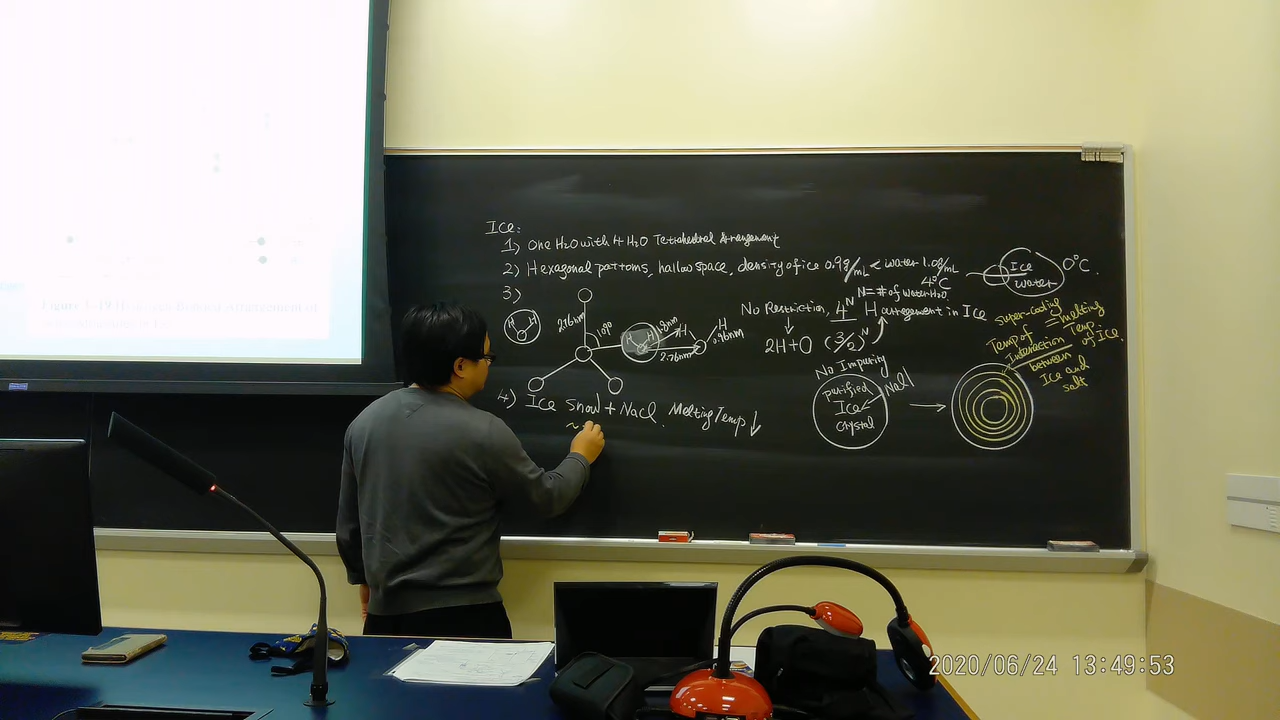 Ice:
1) One H2O with 4 H2O Tetrahedral Arrangement
2) Hexagonal pattoms, hallow space, density of ice 0.9g/mL < water 1.0g/mL
4°C
3)
H H
2.76nm
109°
H H
H
2.76nm
H
0.96nm
No Restriction, 4^N H arrangement in Ice
N = # of water H2O
2H+O (3/2)^N
Ice
water
0°C.
4) Ice snow + NaCl. Melting Temp ↓
~
No Impurity
purified
Ice
crystal
NaCl
super-cooling
Temp of = melting
Interaction Temp
between of ICE.
Ice and
salt
Figure 1-19 Hydrogen Bonded Arrangement of
2020/06/24 13:49:53